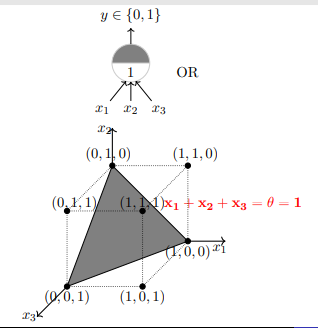 y ∈ {0, 1}
1
OR
x₁ x₂ x₃
x₂
(0, 1, 0) (1, 1, 0)
(0, 1, 1) (1, 1, 1) x₁ + x₂ + x₃ = θ = 1
(1, 0, 0) x₁
(0, 0, 1) (1, 0, 1)
x₃